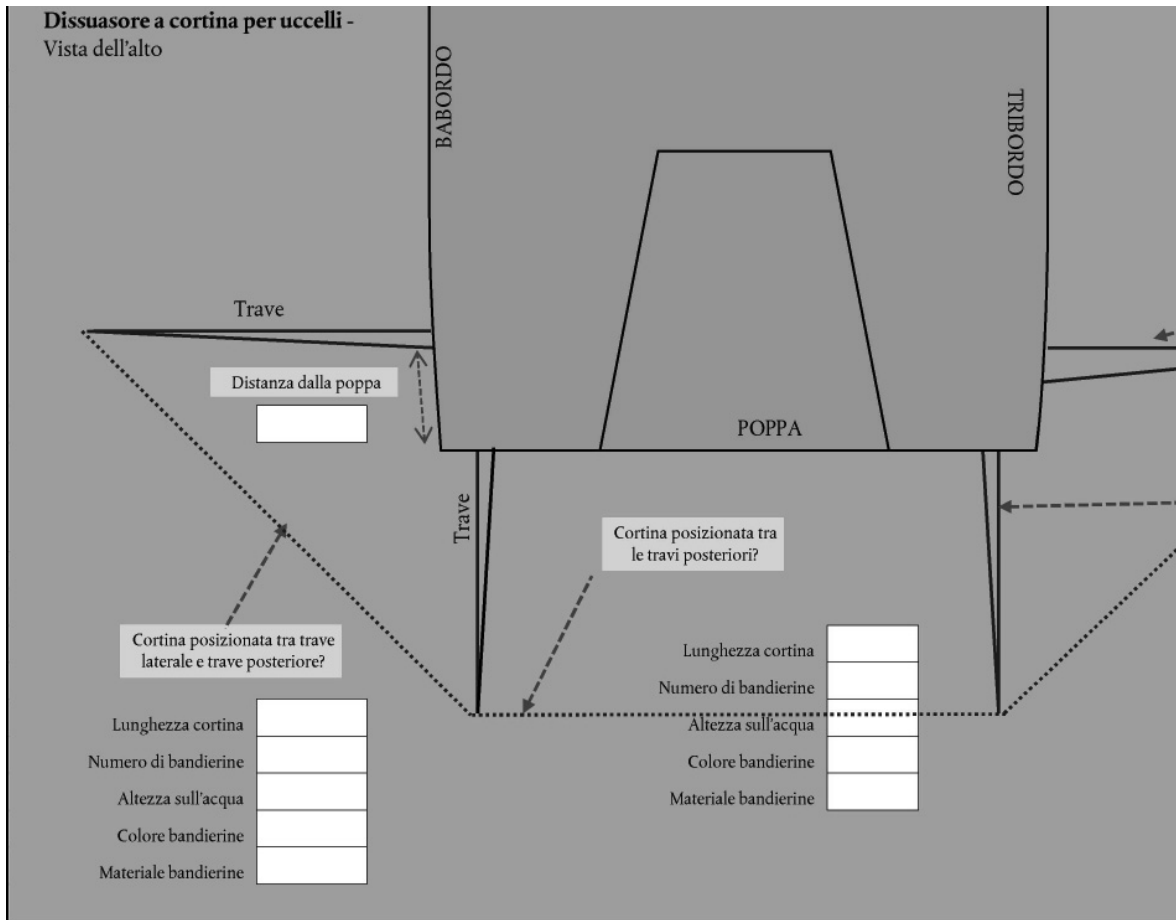 Dissuasore a cortina per uccelli -
Vista dell'alto
BABORDO
TRIBORDO
Trave
Distanza dalla poppa
POPPA
Trave
Cortina posizionata tra
le travi posteriori?
Cortina posizionata tra trave
laterale e trave posteriore?
Lunghezza cortina
Numero di bandierine
Altezza sull'acqua
Colore bandierine
Materiale bandierine
Lunghezza cortina
Numero di bandierine
Altezza sull'acqua
Colore bandierine
Materiale bandierine